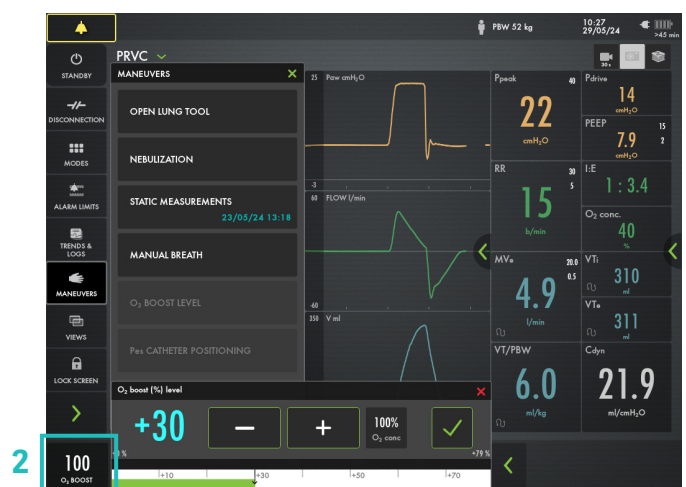 PBW 52 kg
10:27
29/05/24
>45 min
PRVC
30 s
STANDBY
DISCONNECTION
MODES
ALARM LIMITS
TRENDS &
LOGS
MANEUVERS
VIEWS
LOCK SCREEN
2
100
O₂ BOOST
MANEUVERS
OPEN LUNG TOOL
NEBULIZATION
STATIC MEASUREMENTS
23/05/24 13:18
MANUAL BREATH
O₂ BOOST LEVEL
Pes CATHETER POSITIONING
25 Paw cmH₂O
-3
60 FLOW l/min
-60
350 V ml
Ppeak 40
22
cmH₂O
Pdrive
14
cmH₂O
PEEP 15
7.9 2
cmH₂O
RR 30
5
15
b/min
I:E
1 : 3.4
O₂ conc.
40
%
MVe 20.0
0.5
4.9
l/min
VTi
310
ml
VTe
311
ml
VT/PBW
6.0
ml/kg
Cdyn
21.9
ml/cmH₂O
O₂ boost (%) level
+30
100%
O₂ conc
+79 %
+10 +30 +50 +70